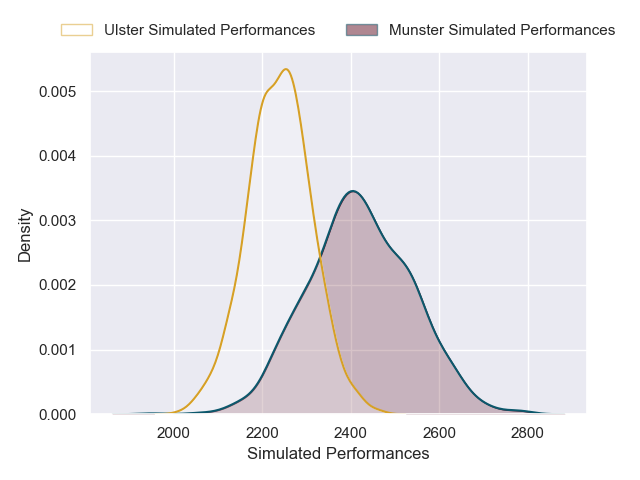 Ulster Simulated Performances Munster Simulated Performances
0.005
0.004
0.003
0.002
0.001
0.000
Density
2000 2200 2400 2600 2800
Simulated Performances